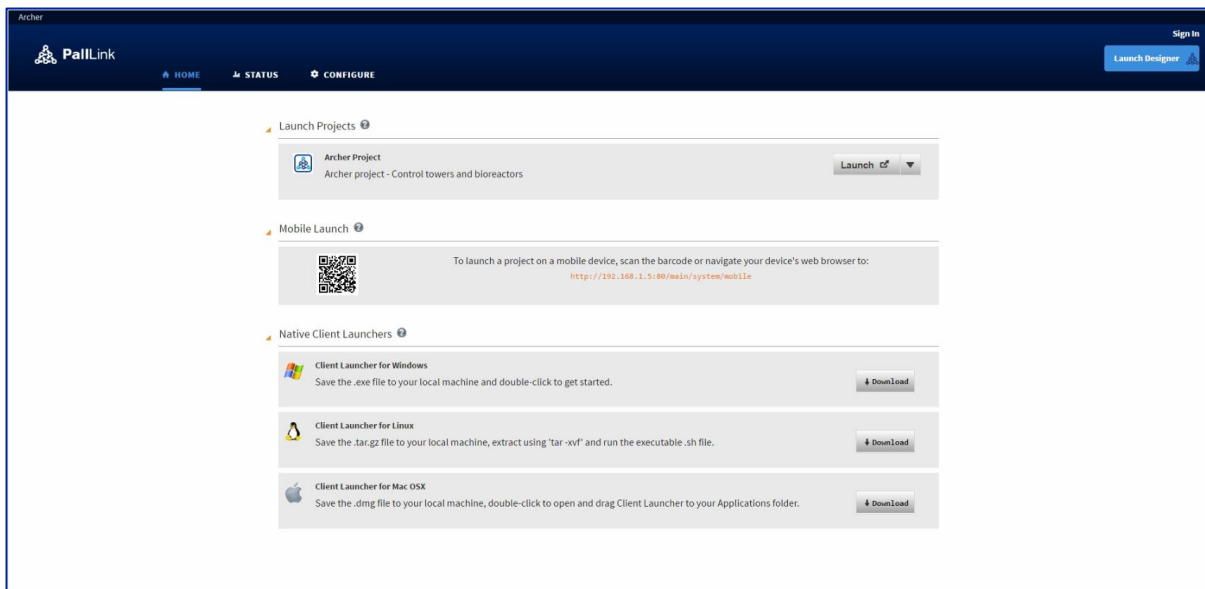 Archer
Sign In
PallLink
Launch Designer
HOME STATUS CONFIGURE
Launch Projects ?
Archer Project
Archer project - Control towers and bioreactors
Launch
Mobile Launch ?
To launch a project on a mobile device, scan the barcode or navigate your device's web browser to:
http://192.168.1.5:80/main/system/mobile
Native Client Launchers ?
Client Launcher for Windows
Save the .exe file to your local machine and double-click to get started.
Download
Client Launcher for Linux
Save the .tar.gz file to your local machine, extract using 'tar -xvf' and run the executable .sh file.
Download
Client Launcher for Mac OSX
Save the .dmg file to your local machine, double-click to open and drag Client Launcher to your Applications folder.
Download